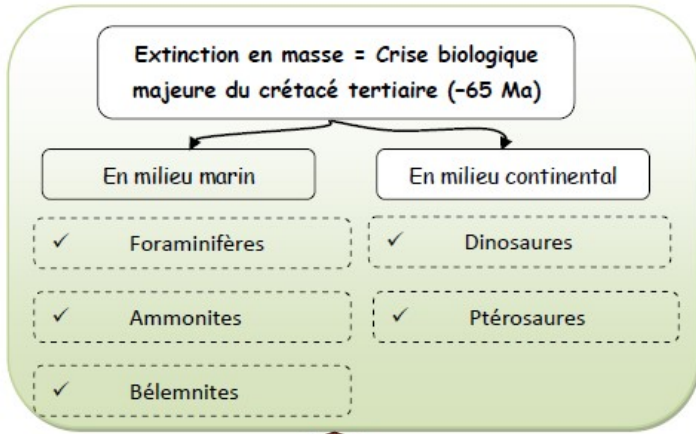 Extinction en masse = Crise biologique
majeure du crétacé tertiaire (–65 Ma)
En milieu marin
En milieu continental
✓ Foraminifères
✓ Dinosaures
✓ Ammonites
✓ Ptérosaures
✓ Bélemnites